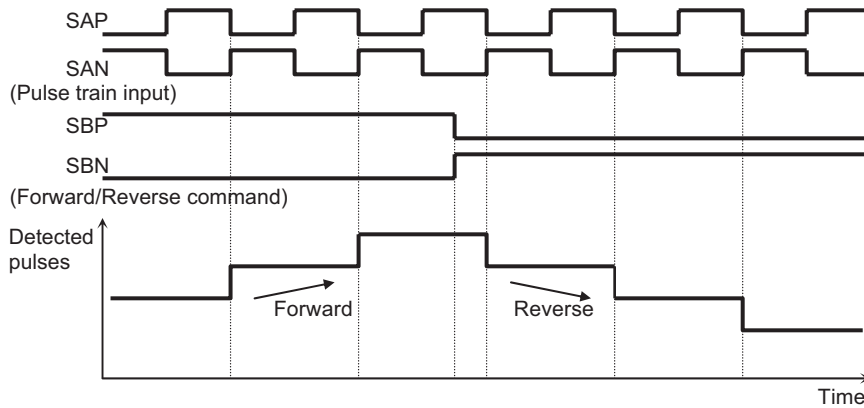 SAP
SAN
(Pulse train input)
SBP
SBN
(Forward/Reverse command)
Detected
pulses
Forward
Reverse
Time